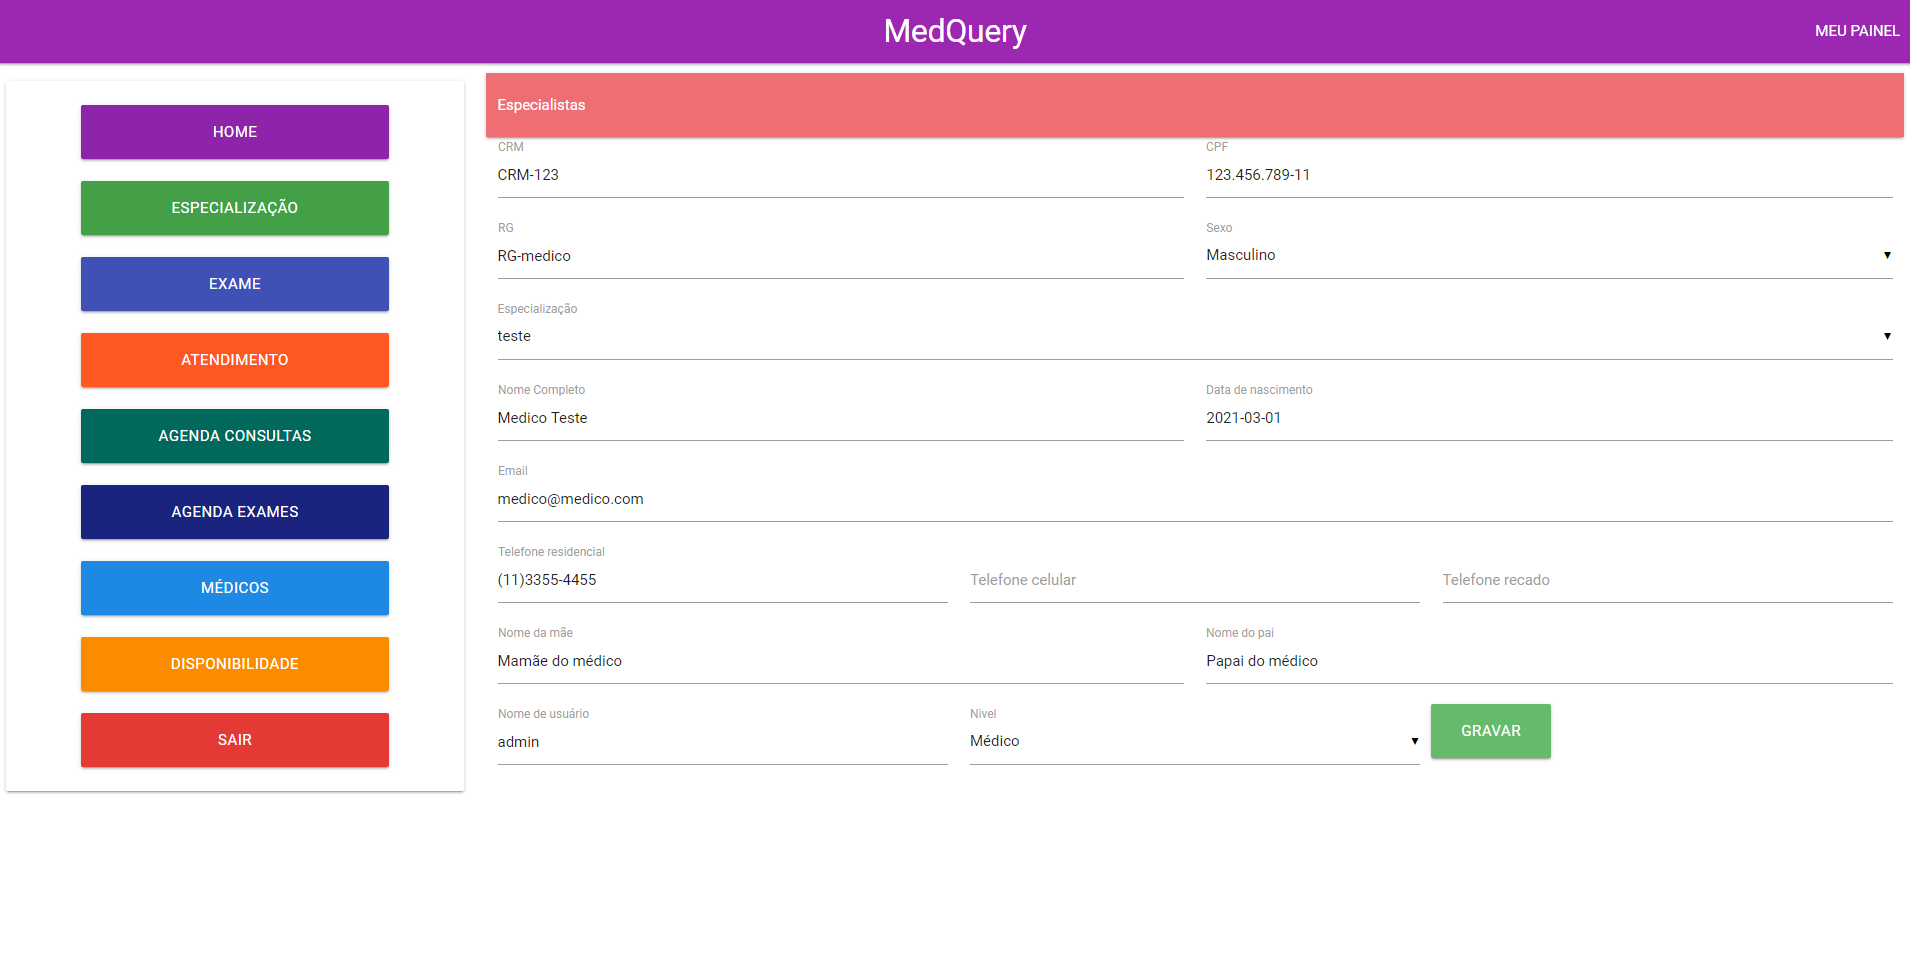 MedQuery
MEU PAINEL
HOME
ESPECIALIZAÇÃO
EXAME
ATENDIMENTO
AGENDA CONSULTAS
AGENDA EXAMES
MÉDICOS
DISPONIBILIDADE
SAIR
Especialistas
CRM
CRM-123
CPF
123.456.789-11
RG
RG-medico
Sexo
Masculino
Especialização
teste
Nome Completo
Medico Teste
Data de nascimento
2021-03-01
Email
medico@medico.com
Telefone residencial
(11)3355-4455
Telefone celular
Telefone recado
Nome da mãe
Mamãe do médico
Nome do pai
Papai do médico
Nome de usuário
admin
Nivel
Médico
GRAVAR